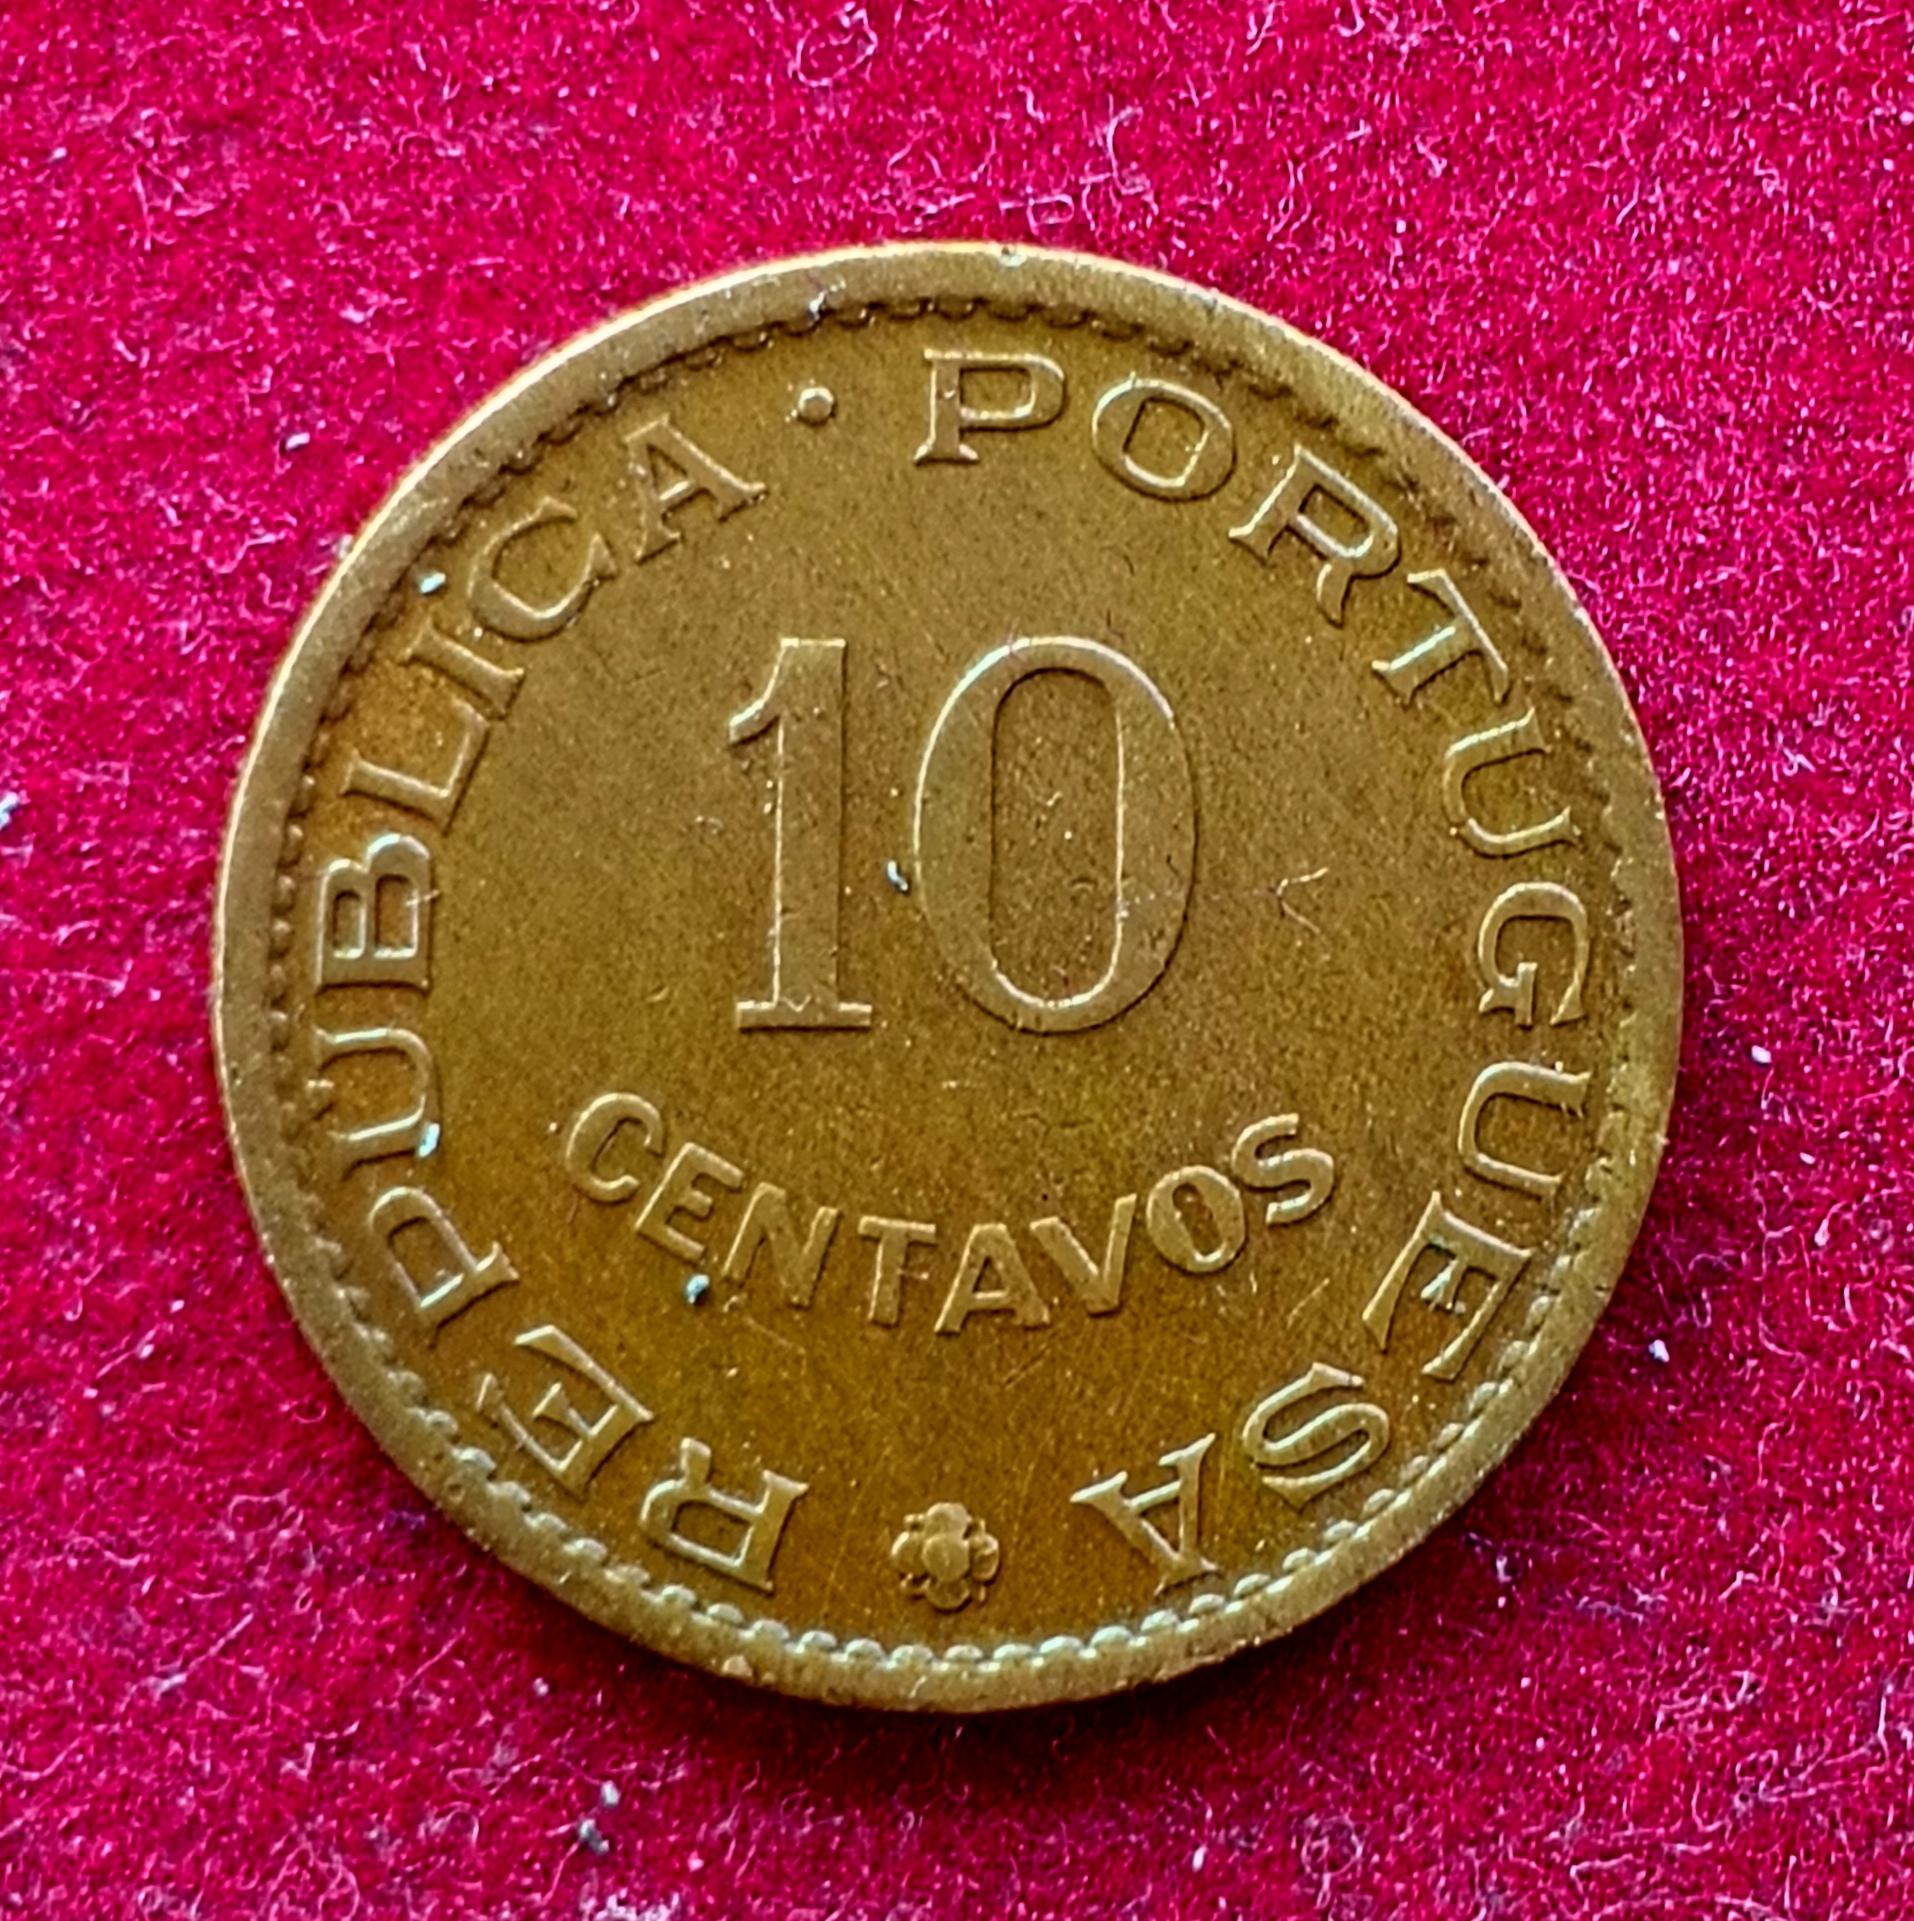 REPÚBLICA · PORTUGUESA
10
CENTAVOS